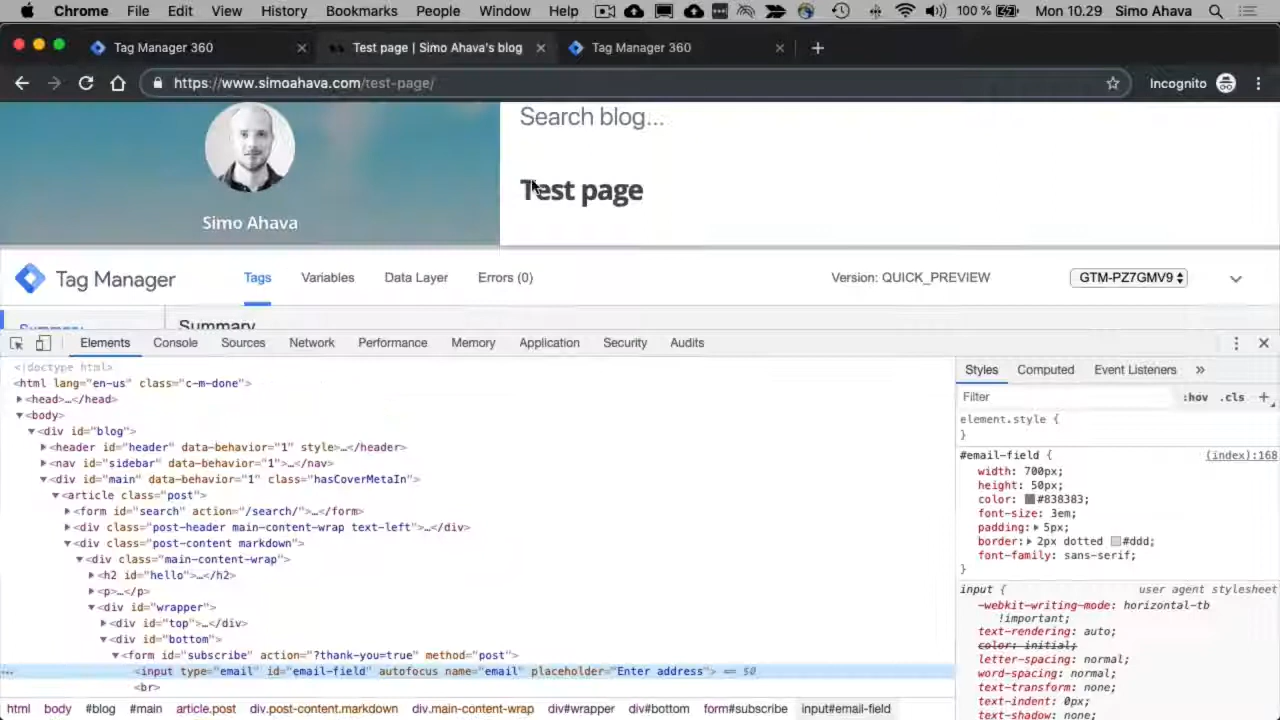 Chrome File Edit View History Bookmarks People Window Help 100 % Mon 10.29 Simo Ahava
Tag Manager 360 Test page | Simo Ahava's blog Tag Manager 360
https://www.simoahava.com/test-page/ Incognito
Search blog...
Test page
Simo Ahava
Tag Manager Tags Variables Data Layer Errors (0) Version: QUICK_PREVIEW GTM-PZ7GMV9
Summary Summary
Elements Console Sources Network Performance Memory Application Security Audits
<!doctype html>
<html lang="en-us" class="c-m-done">
<head>…</head>
<body>
<div id="blog">
<header id="header" data-behavior="1" style>…</header>
<nav id="sidebar" data-behavior="1">…</nav>
<div id="main" data-behavior="1" class="hasCoverMetaIn">
<article class="post">
<form id="search" action="/search/">…</form>
<div class="post-header main-content-wrap text-left">…</div>
<div class="post-content markdown">
<div class="main-content-wrap">
<h2 id="hello">…</h2>
<p>…</p>
<div id="wrapper">
<div id="top">…</div>
<div id="bottom">
<form id="subscribe" action="?thank-you=true" method="post">
<input type="email" id="email-field" autofocus name="email" placeholder="Enter address"> == $0
<br>
html body #blog #main article.post div.post-content.markdown div.main-content-wrap div#wrapper div#bottom form#subscribe input#email-field
Styles Computed Event Listeners »
Filter :hov .cls +
element.style {
}
#email-field { (index):168
width: 700px;
height: 50px;
color: #838383;
font-size: 3em;
padding: 5px;
border: 2px dotted #ddd;
font-family: sans-serif;
}
input { user agent stylesheet
-webkit-writing-mode: horizontal-tb
!important;
text-rendering: auto;
color: initial;
letter-spacing: normal;
word-spacing: normal;
text-transform: none;
text-indent: 0px;
text-shadow: none;